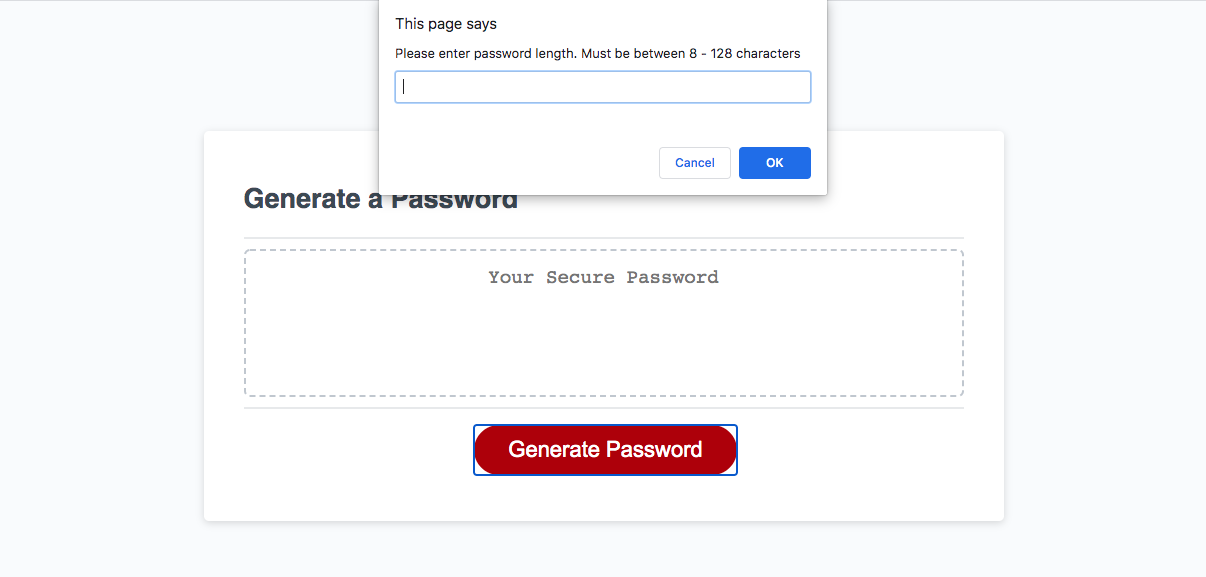 This page says
Please enter password length. Must be between 8 - 128 characters
Cancel
OK
Generate a Password
Your Secure Password
Generate Password